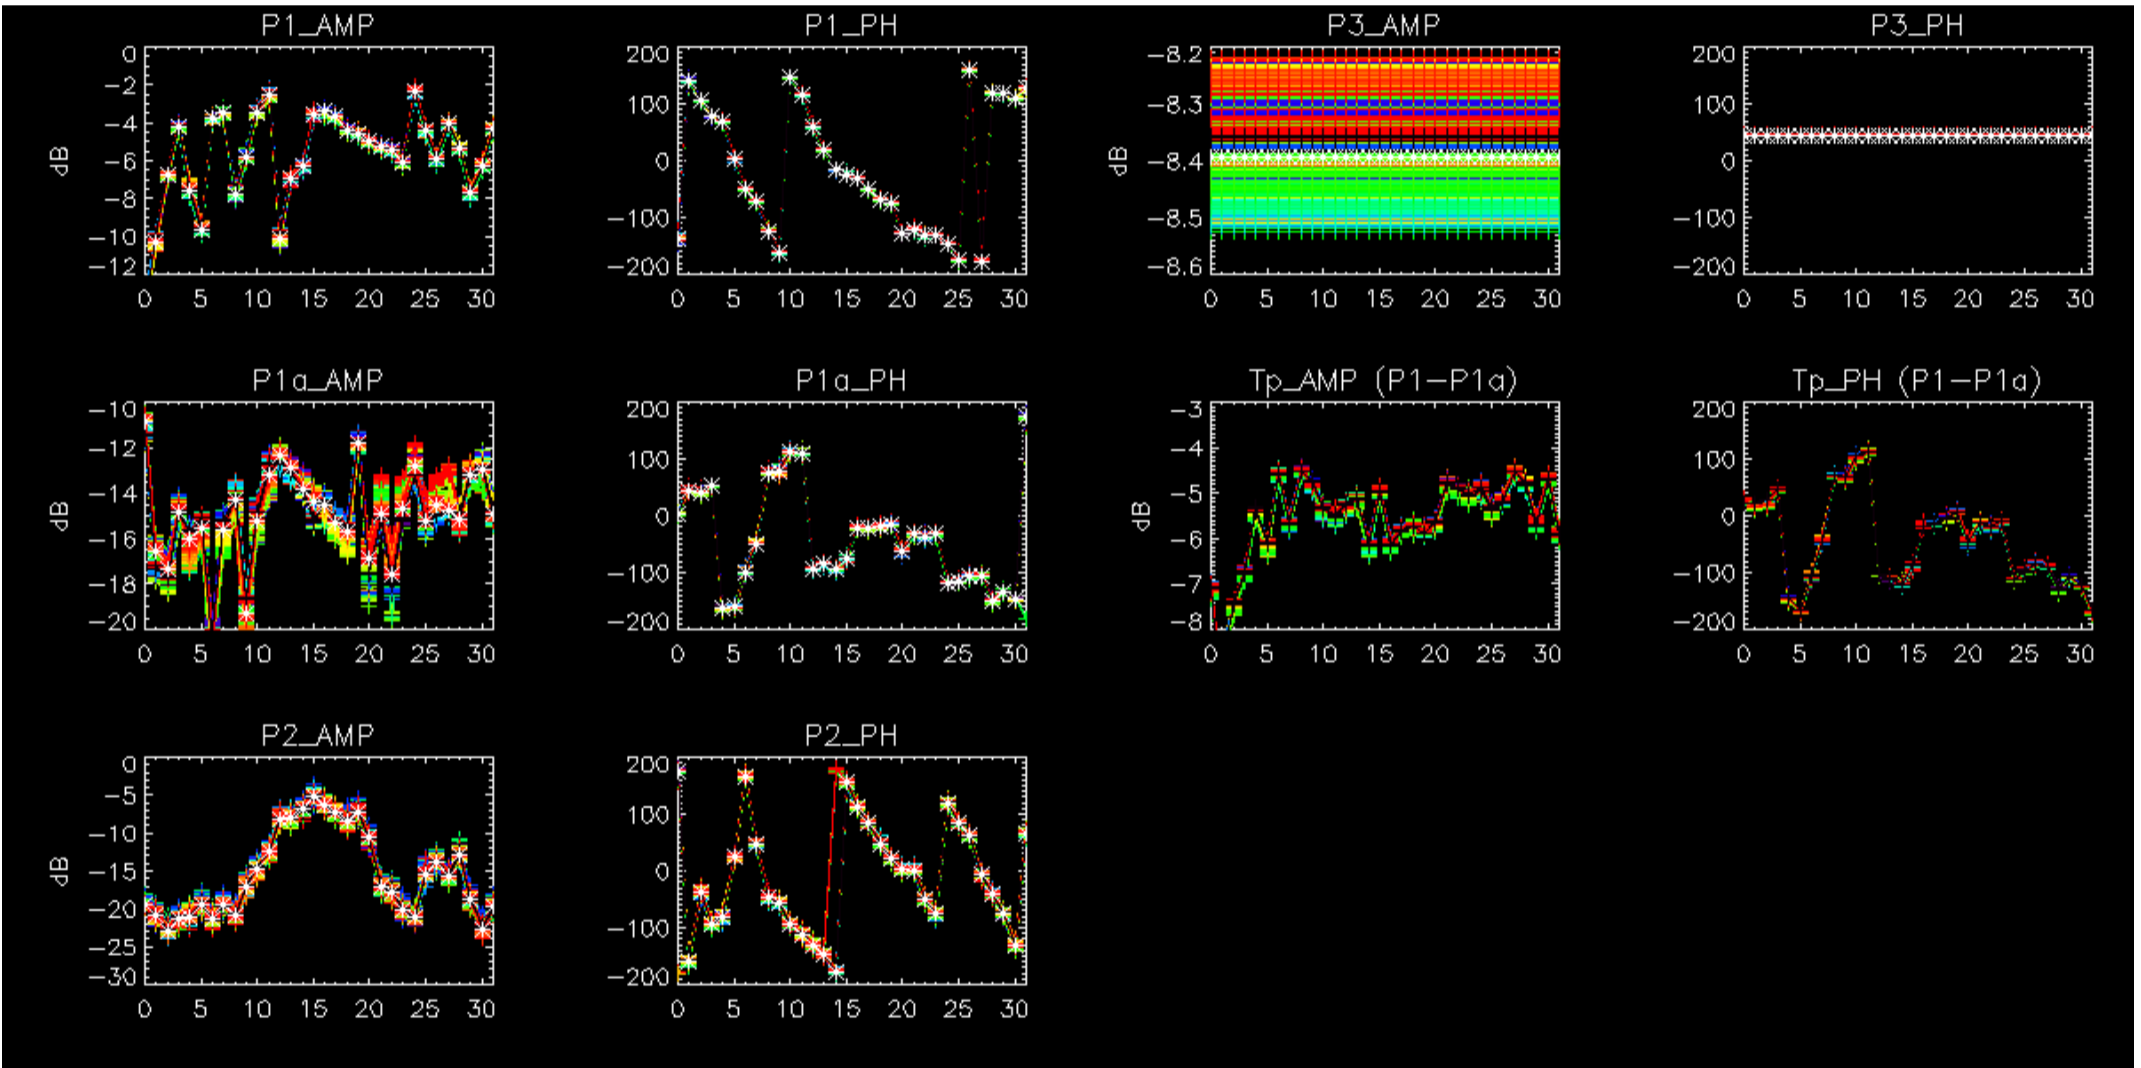 P1_AMP
0
−2
−4
−6
−8
−10
−12
dB
0 5 10 15 20 25 30
P1_PH
200
100
0
−100
−200
0 5 10 15 20 25 30
P3_AMP
−8.2
−8.3
−8.4
−8.5
−8.6
dB
0 5 10 15 20 25 30
P3_PH
200
100
0
−100
−200
0 5 10 15 20 25 30
P1a_AMP
−10
−12
−14
−16
−18
−20
dB
0 5 10 15 20 25 30
P1a_PH
200
100
0
−100
−200
0 5 10 15 20 25 30
Tp_AMP (P1−P1a)
−3
−4
−5
−6
−7
−8
dB
0 5 10 15 20 25 30
Tp_PH (P1−P1a)
200
100
0
−100
−200
0 5 10 15 20 25 30
P2_AMP
0
−5
−10
−15
−20
−25
−30
dB
0 5 10 15 20 25 30
P2_PH
200
100
0
−100
−200
0 5 10 15 20 25 30